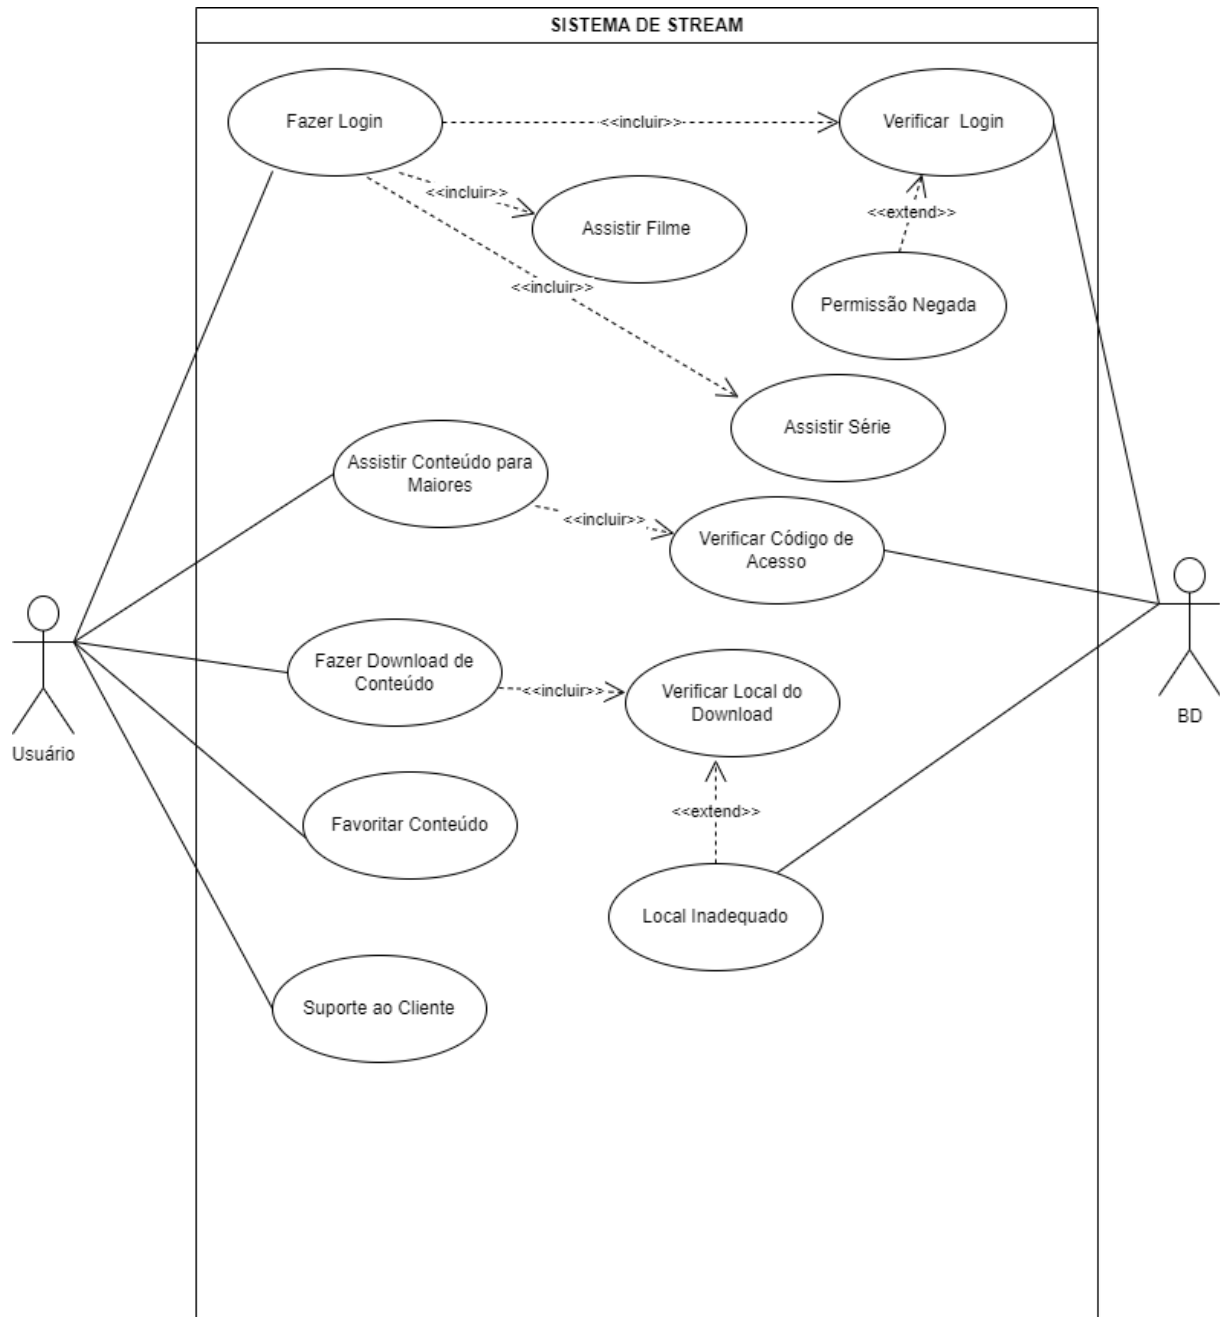 SISTEMA DE STREAM
Fazer Login
<<incluir>>
Verificar  Login
<<incluir>>
<<extend>>
Assistir Filme
<<incluir>>
Permissão Negada
Assistir Série
Assistir Conteúdo para
Maiores
<<incluir>>
Verificar Código de
Acesso
Fazer Download de
Conteúdo
<<incluir>>
Verificar Local do
Download
Usuário
BD
<<extend>>
Favoritar Conteúdo
Local Inadequado
Suporte ao Cliente